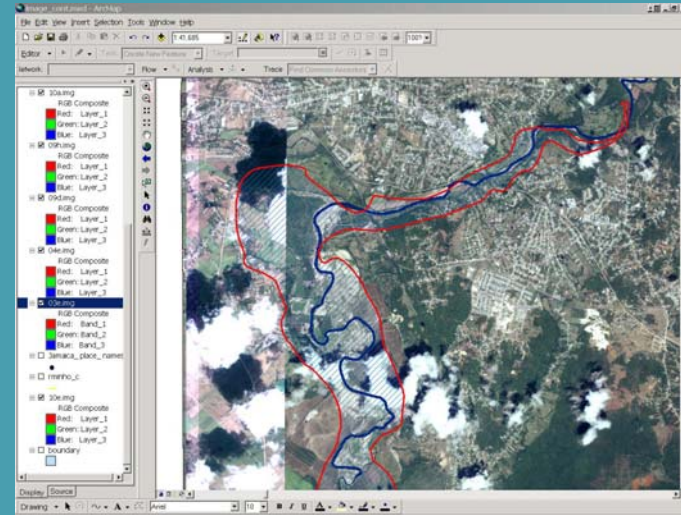 image_cont.mxd - ArcMap
File Edit View Insert Selection Tools Window Help
1:41,685
100%
Editor Task: Create New Feature Target:
Network: Flow Analysis Trace Find Common Ancestors
10a.img
RGB Composite
Red: Layer_1
Green: Layer_2
Blue: Layer_3
09h.img
RGB Composite
Red: Layer_1
Green: Layer_2
Blue: Layer_3
09d.img
RGB Composite
Red: Layer_1
Green: Layer_2
Blue: Layer_3
04e.img
RGB Composite
Red: Layer_1
Green: Layer_2
Blue: Layer_3
03e.img
RGB Composite
Red: Band_1
Green: Band_2
Blue: Band_3
Jamaca_place_names
rminho_c
10e.img
RGB Composite
Red: Layer_1
Green: Layer_2
Blue: Layer_3
boundary
Display Source
Drawing A Arial 10 B I U A